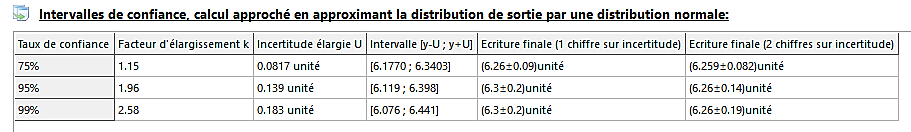 Intervalles de confiance, calcul approché en approximant la distribution de sortie par une distribution normale:
Taux de confiance Facteur d'élargissement k Incertitude élargie U Intervalle [y-U ; y+U] Ecriture finale (1 chiffre sur incertitude) Ecriture finale (2 chiffres sur incertitude)
75% 1.15 0.0817 unité [6.1770 ; 6.3403] (6.26±0.09)unité (6.259±0.082)unité
95% 1.96 0.139 unité [6.119 ; 6.398] (6.3±0.2)unité (6.26±0.14)unité
99% 2.58 0.183 unité [6.076 ; 6.441] (6.3±0.2)unité (6.26±0.19)unité